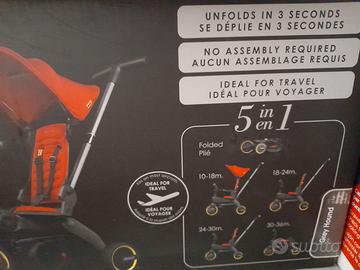 UNFOLDS IN 3 SECONDS
SE DÉPLIE EN 3 SECONDES
NO ASSEMBLY REQUIRED
AUCUN ASSEMBLAGE REQUIS
IDEAL FOR TRAVEL
IDÉAL POUR VOYAGER
5 in 1
en
Folded
Plié
IDEAL FOR
TRAVEL
IDÉAL POUR
VOYAGER
10-18m.
18-24m.
24-30m.
30-36m.
Grey Hound
subito